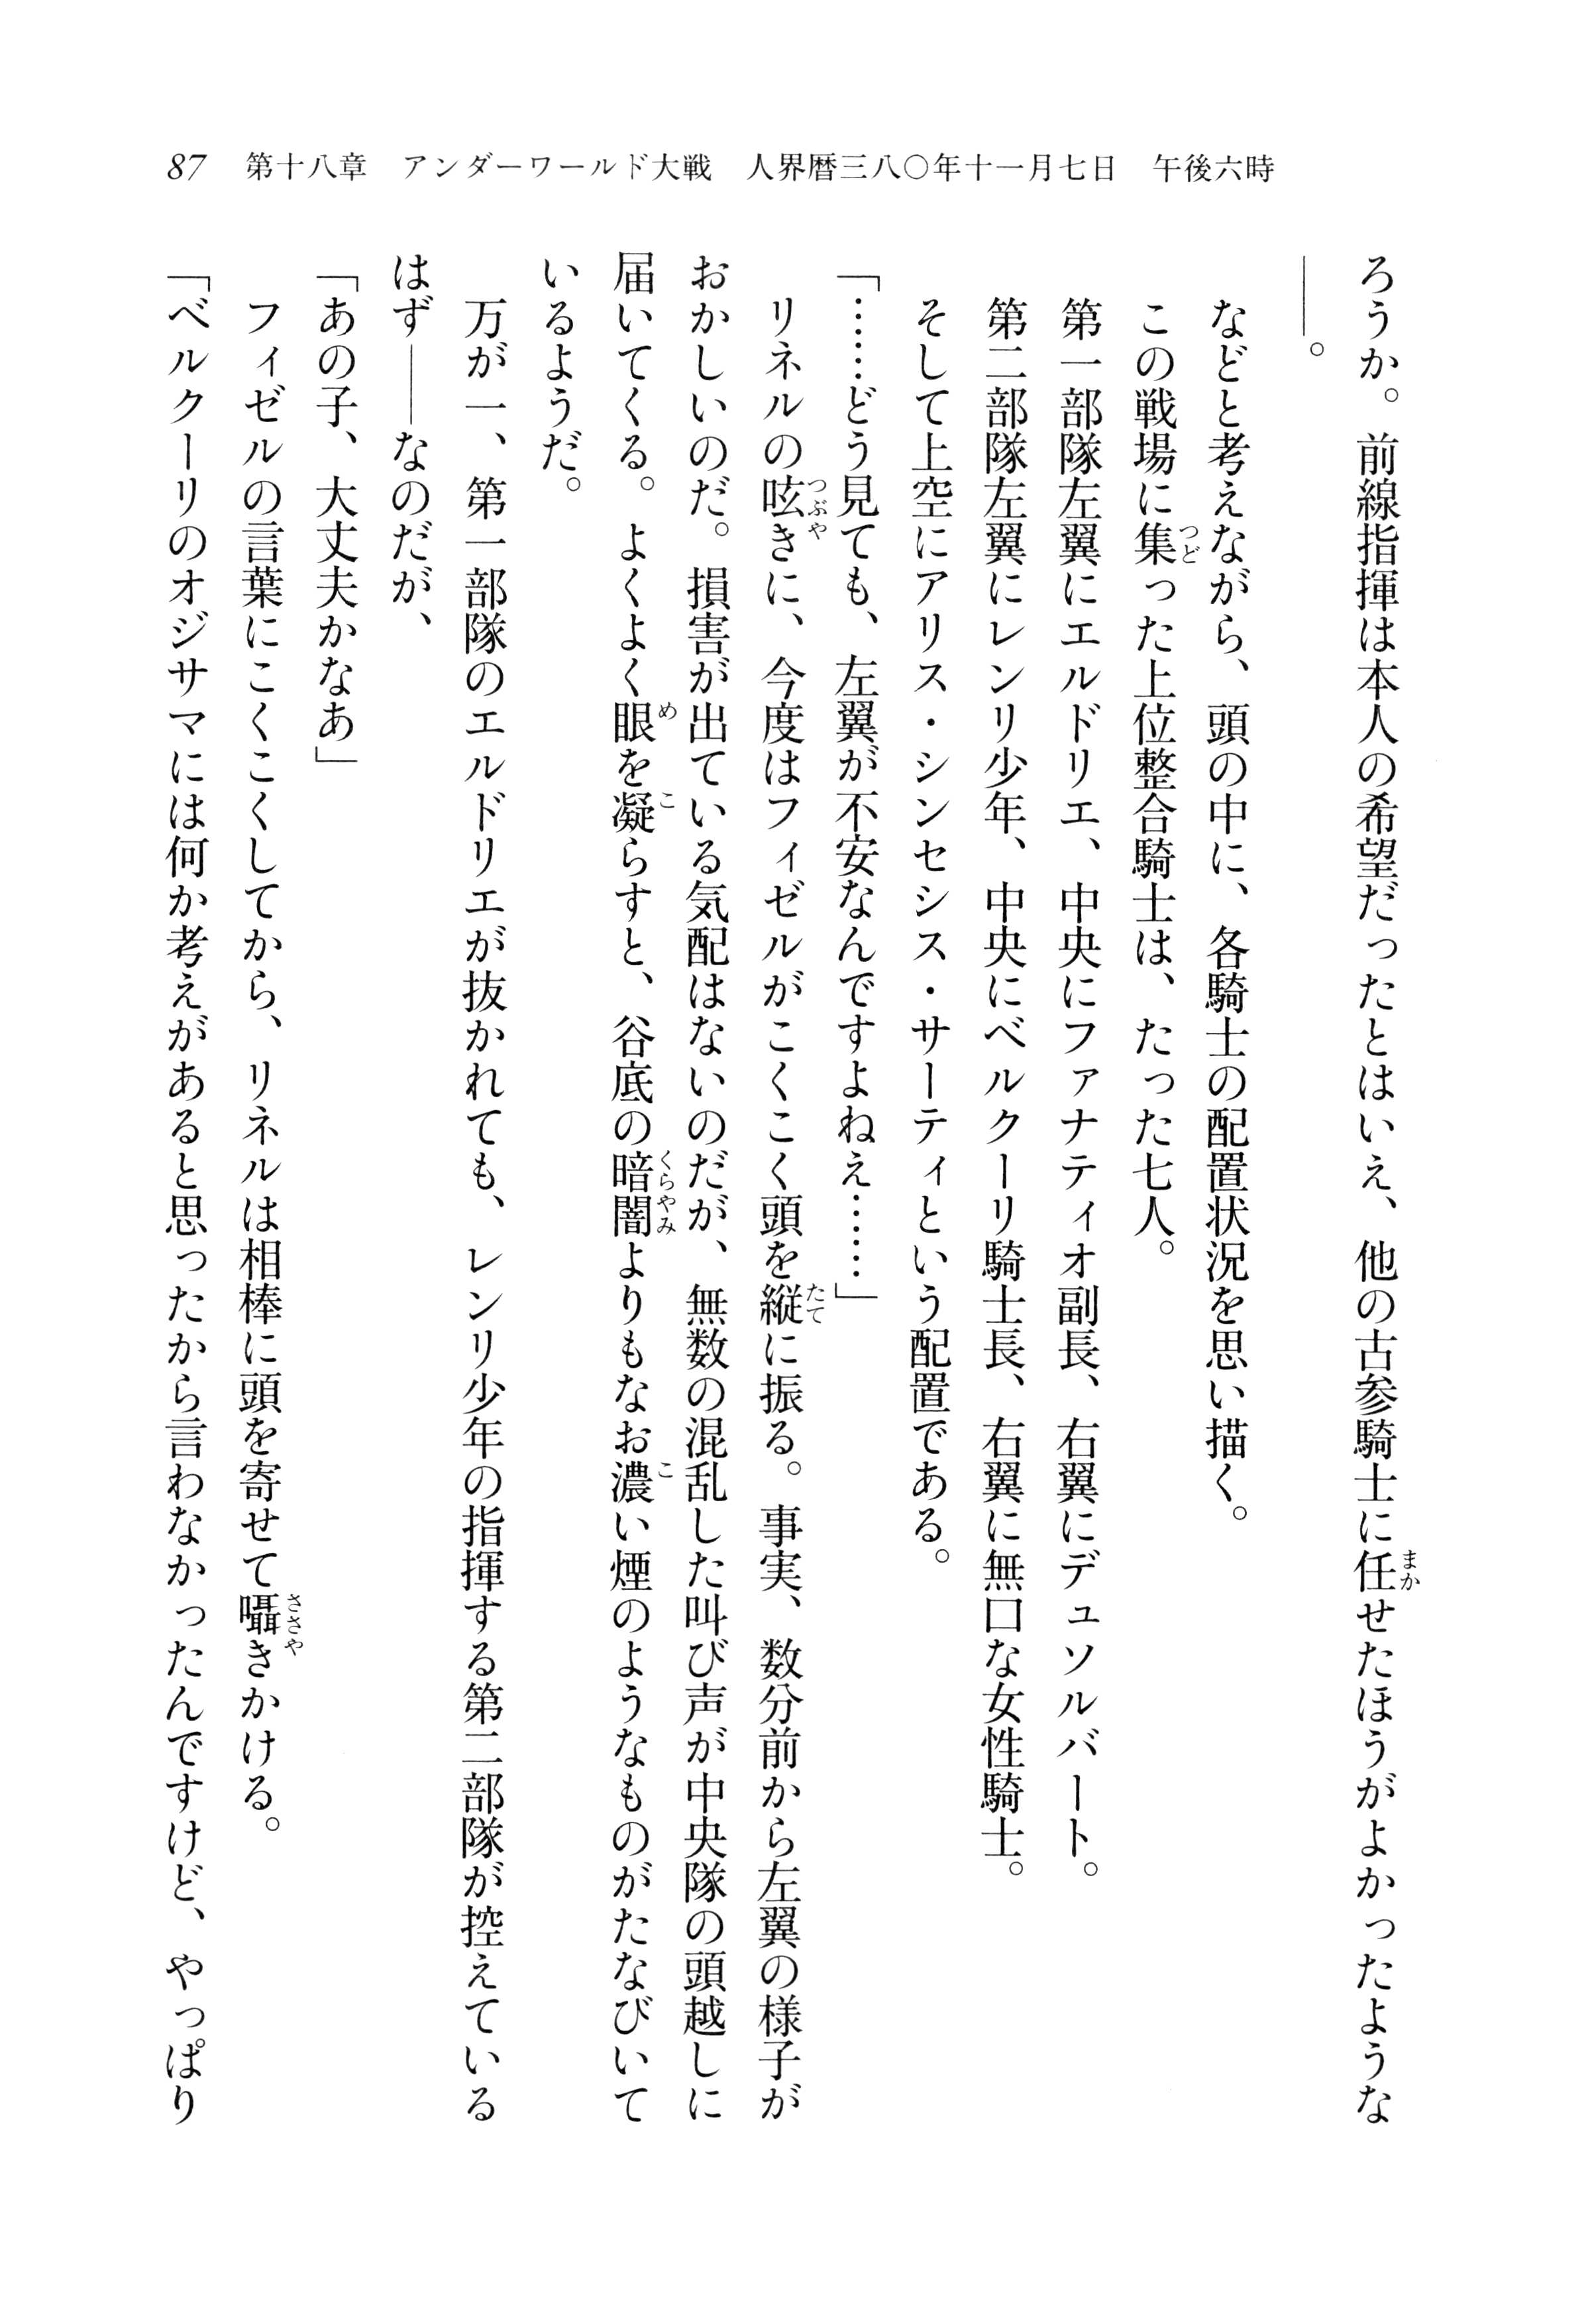 87　第十八章　アンダーワールド大戦　人界暦三八〇年十一月七日　午後六時
ろうか。前線指揮は本人の希望だったとはいえ、他の古参騎士に任せたほうがよかったような
――。
　などと考えながら、頭の中に、各騎士の配置状況を思い描く。
　この戦場に集った上位整合騎士は、たった七人。
　第一部隊左翼にエルドリエ、中央にファナティオ副長、右翼にデュソルバート。
　第二部隊左翼にレンリ少年、中央にベルクーリ騎士長、右翼に無口な女性騎士。
　そして上空にアリス・シンセシス・サーティという配置である。
「……どう見ても、左翼が不安なんですよねぇ……」
　リネルの呟きに、今度はフィゼルがこくこく頭を縦に振る。事実、数分前から左翼の様子が
おかしいのだ。損害が出ている気配はないのだが、無数の混乱した叫び声が中央隊の頭越しに
届いてくる。よくよく眼を凝らすと、谷底の暗闇よりもなお濃い煙のようなものがたなびいて
いるようだ。
　万が一、第一部隊のエルドリエが抜かれても、レンリ少年の指揮する第二部隊が控えている
はず――なのだが、
「あの子、大丈夫かなあ」
　フィゼルの言葉にこくこくしてから、リネルは相棒に頭を寄せて囁きかける。
「ベルクーリのオジサマには何か考えがあると思ったから言わなかったんですけど、やっぱり